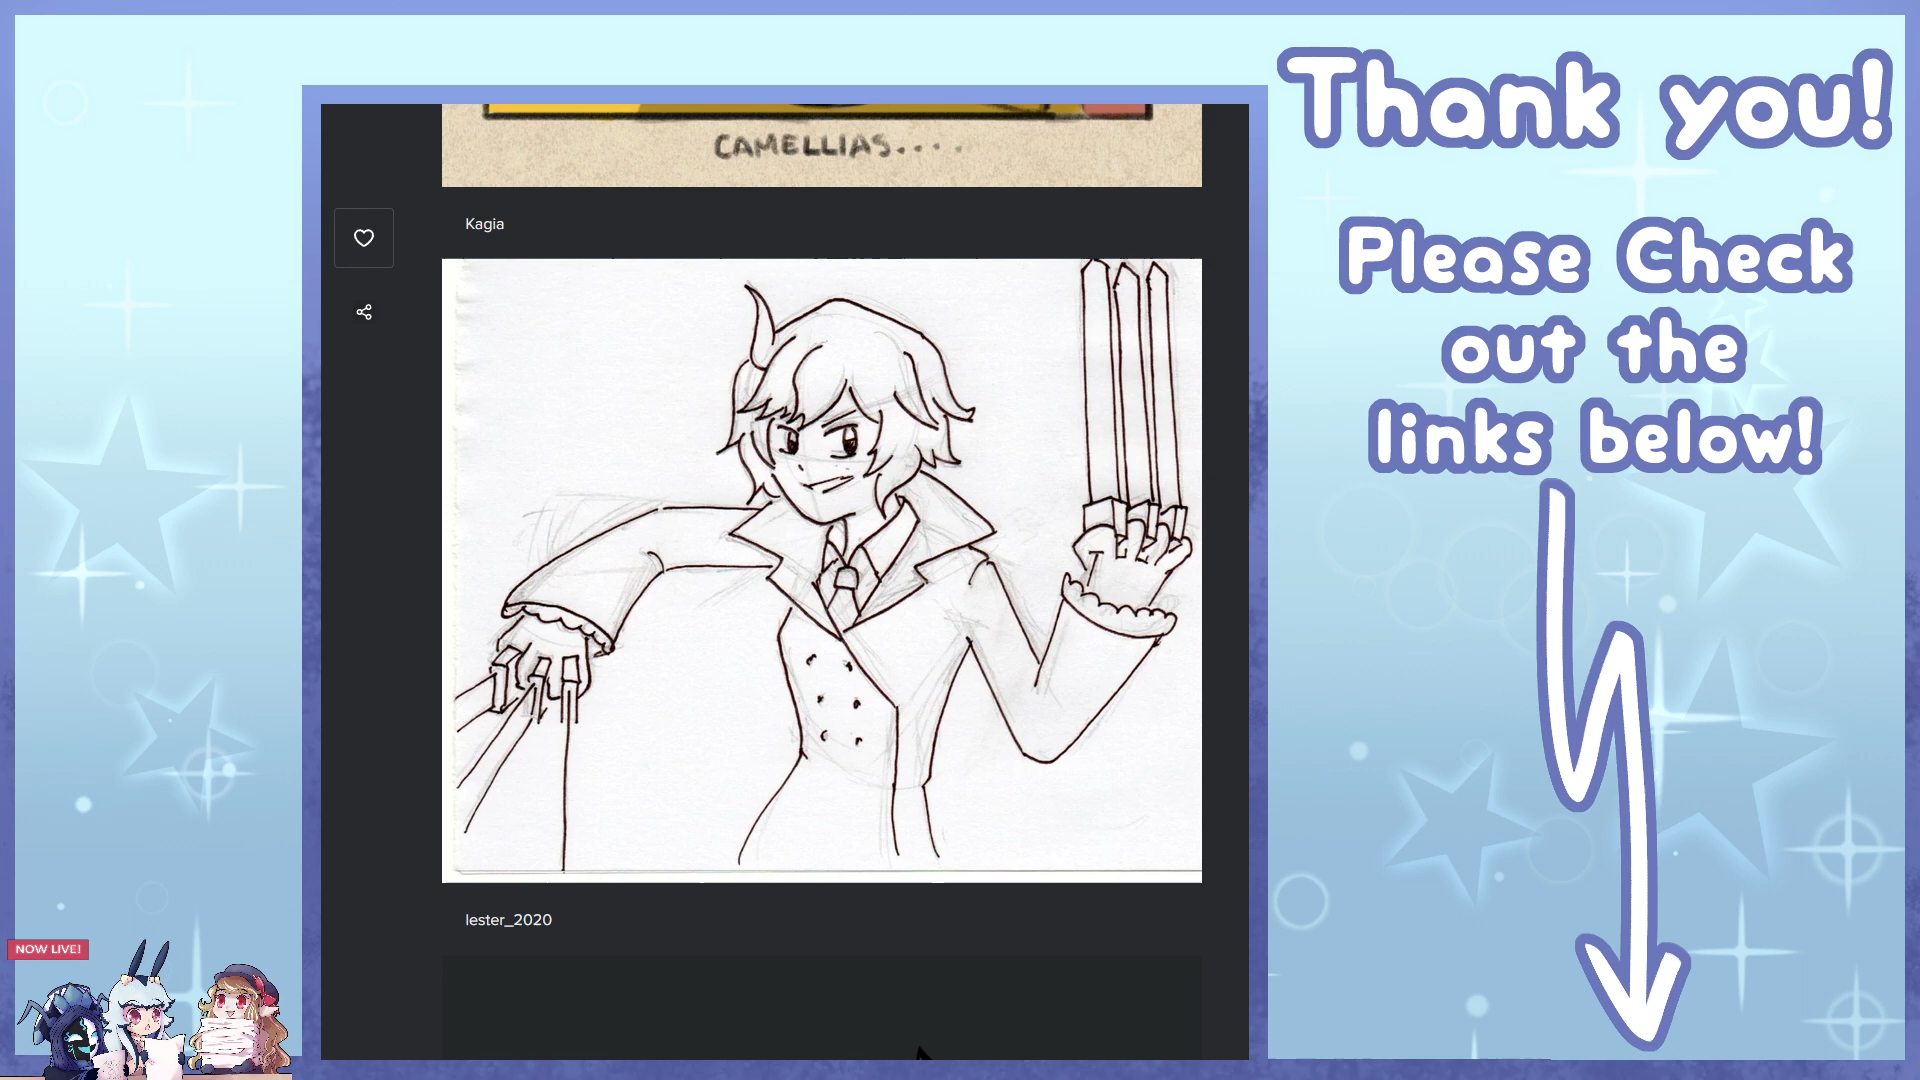 CAMELLIAS....
Kagia
lester_2020
Thank you!
Please Check
out the
links below!
NOW LIVE!